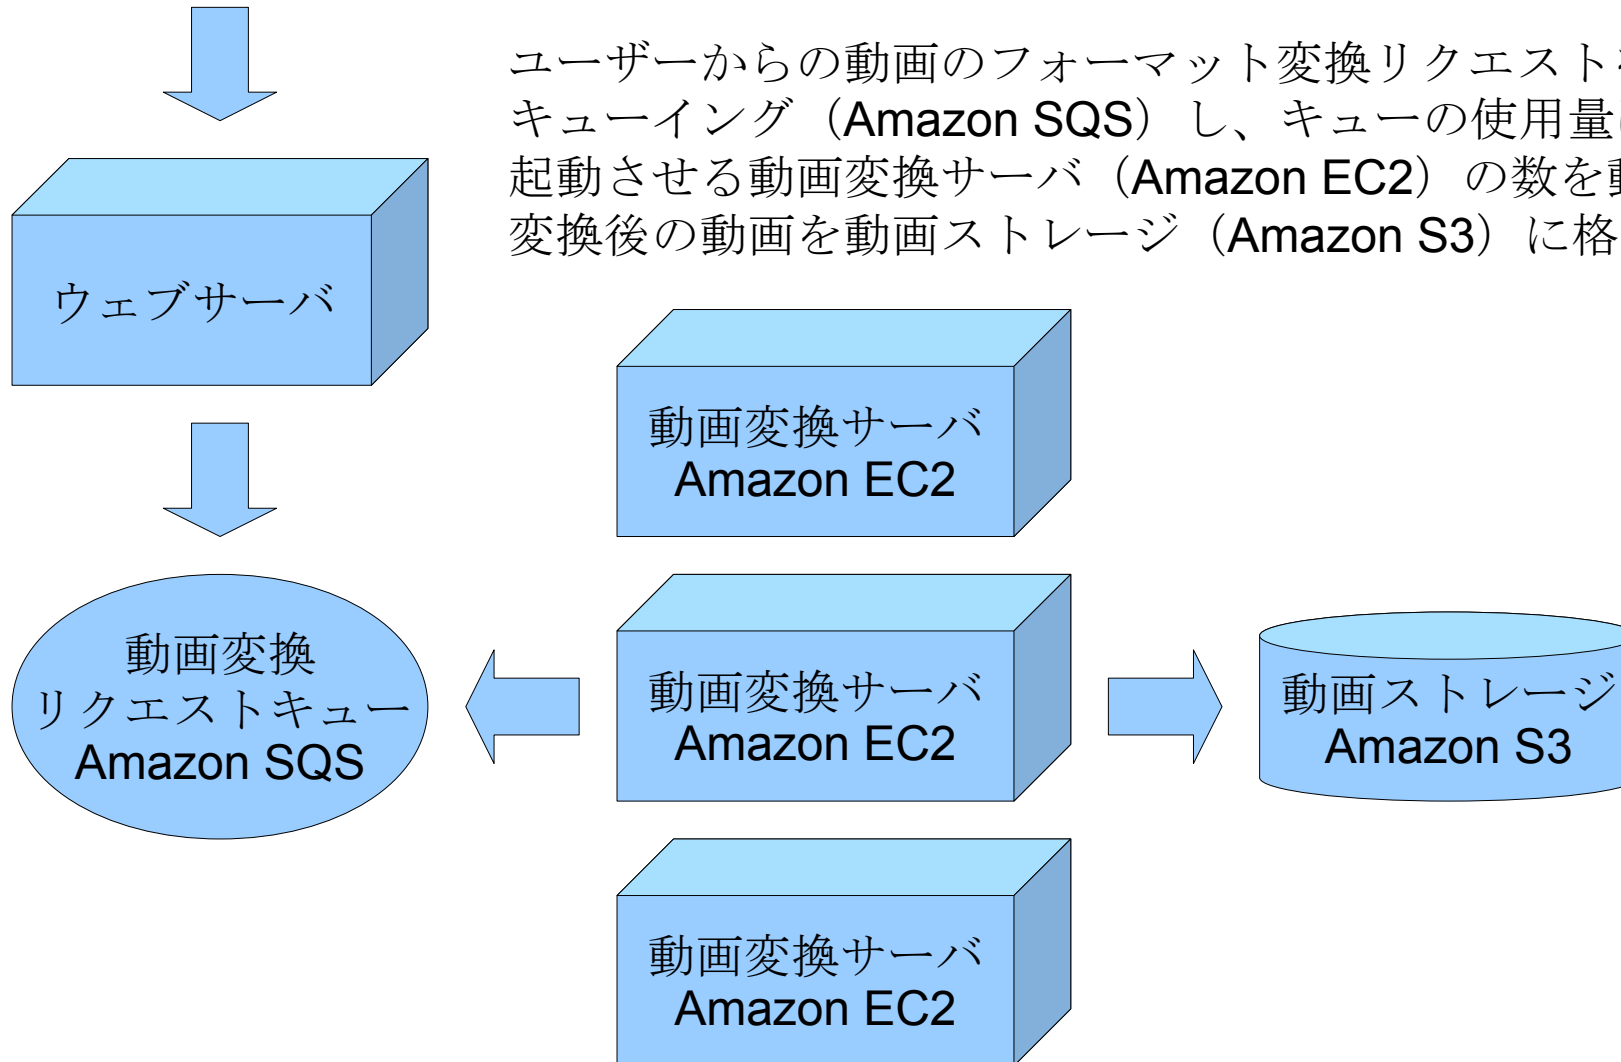 ユーザーからの動画のフォーマット変換リクエストを
キューイング（Amazon SQS）し、キューの使用量
起動させる動画変換サーバ（Amazon EC2）の数を動
変換後の動画を動画ストレージ（Amazon S3）に格
ウェブサーバ
動画変換サーバ
Amazon EC2
動画変換
リクエストキュー
Amazon SQS
動画変換サーバ
Amazon EC2
動画ストレージ
Amazon S3
動画変換サーバ
Amazon EC2